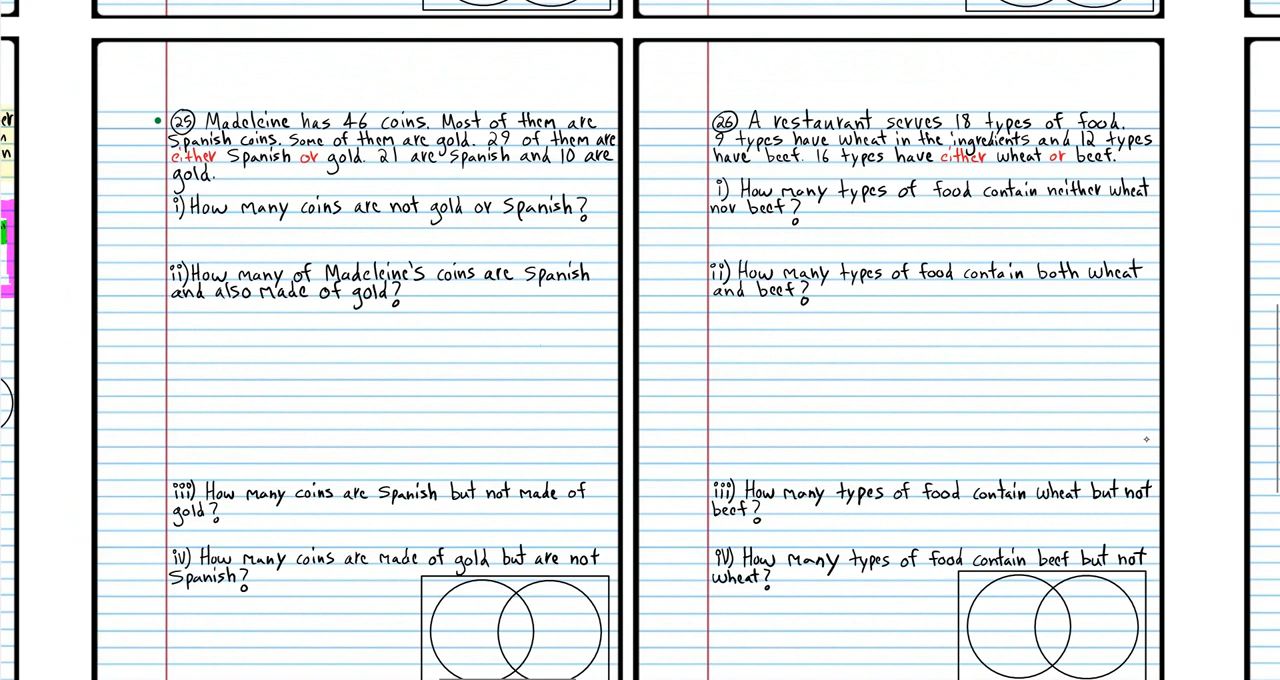 er
n
n
(25) Madeleine has 46 coins. Most of them are
Spanish coins. Some of them are gold. 29 of them are
either Spanish or gold. 21 are Spanish and 10 are
gold.
i) How many coins are not gold or Spanish?
ii) How many of Madeleine's coins are Spanish
and also made of gold?
iii) How many coins are Spanish but not made of
gold?
iv) How many coins are made of gold but are not
Spanish?
(26) A restaurant serves 18 types of food.
9 types have wheat in the ingredients and 12 types
have beef. 16 types have either wheat or beef.
i) How many types of food contain neither wheat
nor beef?
ii) How many types of food contain both wheat
and beef?
iii) How many types of food contain wheat but not
beef?
iv) How many types of food contain beef but not
wheat?